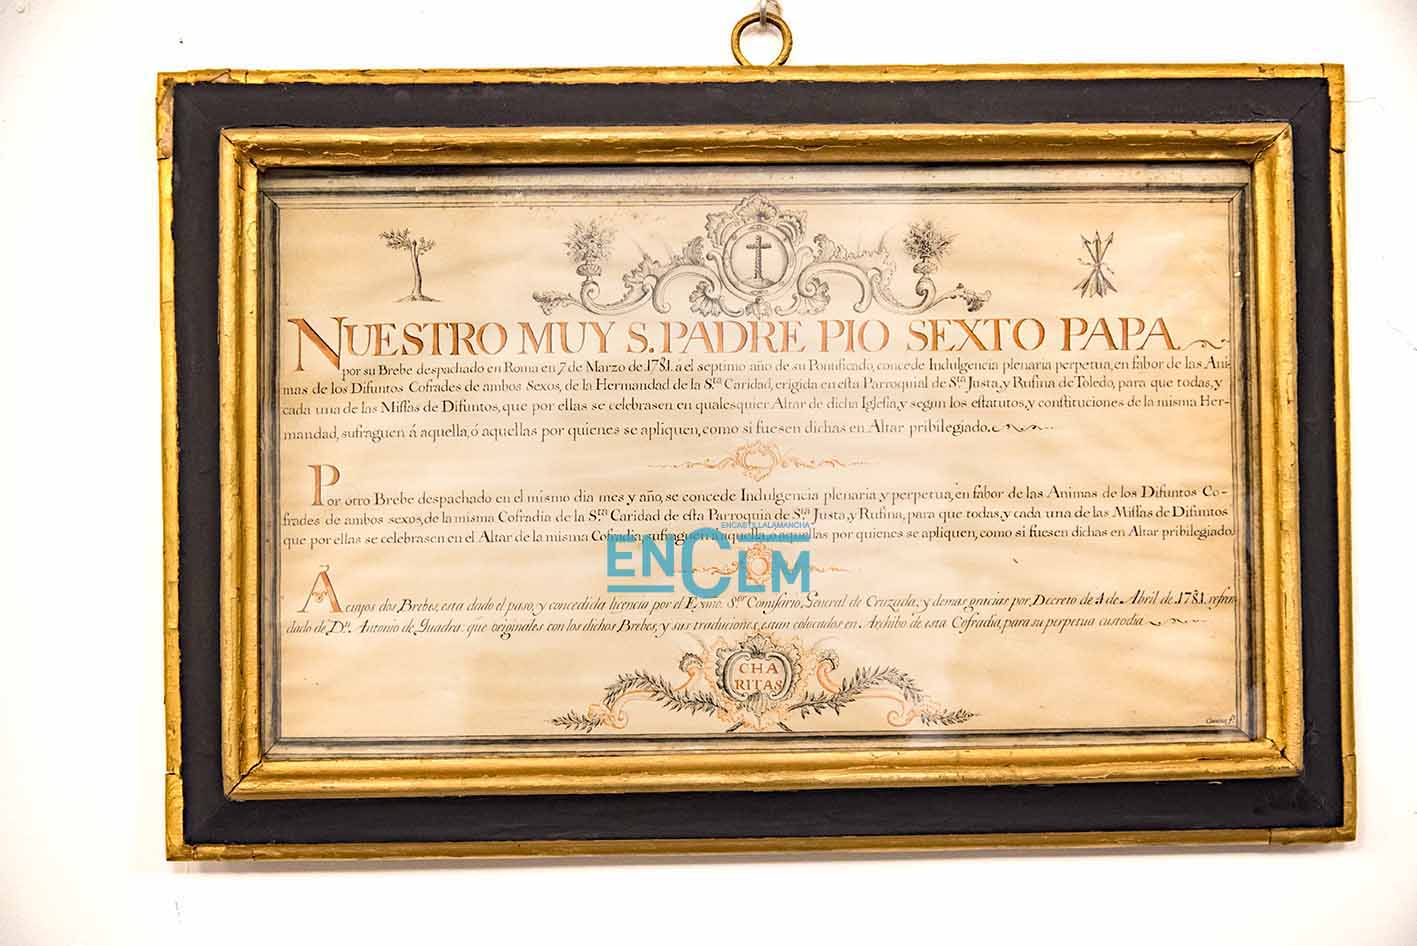 NUESTRO MUY S. PADRE PIO SEXTO PAPA
por su Brebe despachado en Roma en 7 de Marzo de 1781. á el septimo año de su Pontificado, concede Indulgencia plenaria perpetua, en fabor de las Ani-
mas de los Difuntos Cofrades de ambos Sexos, de la Hermandad de la Sra. Caridad, erigida en esta Parroquial de Sta. Justa, y Rufina de Toledo, para que todas, y
cada una de las Missas de Difuntos, que por ellas se celebrasen en qualesquier Altar de dicha Iglesia, y segun los estatutos, y constituciones de la misma Her-
mandad, sufraguen á aquella, ó aquellas por quienes se apliquen, como si fuesen dichas en Altar pribilegiado.
Por otro Brebe despachado en el mismo dia mes y año, se concede Indulgencia plenaria y perpetua, en fabor de las Animas de los Difuntos Co-
frades de ambos sexos, de la misma Cofradia de la Sra. Caridad de esta Parroquia de Sta. Justa, y Rufina, para que todas, y cada una de las Missas de Difuntos
que por ellas se celebrasen en el Altar de la misma Cofradia, sufraguen á aquella, o aquellas por quienes se apliquen, como si fuesen dichas en Altar pribilegiado.
ENCASTILLALAMANCHA
ENCLM
A cuyos dos Brebes, esta dado el paso, y concedida licencia por el Exmo. Sor. Comisario, General de Cruzada, y demas gracias por Decreto de 4 de Abril de 1781. refren-
dado de Dn. Antonio de Quadra: que originales con los dichos Brebes, y sus traduciones, estan colocados en Archibo de esta Cofradia, para su perpetua custodia
CHA
RITAS